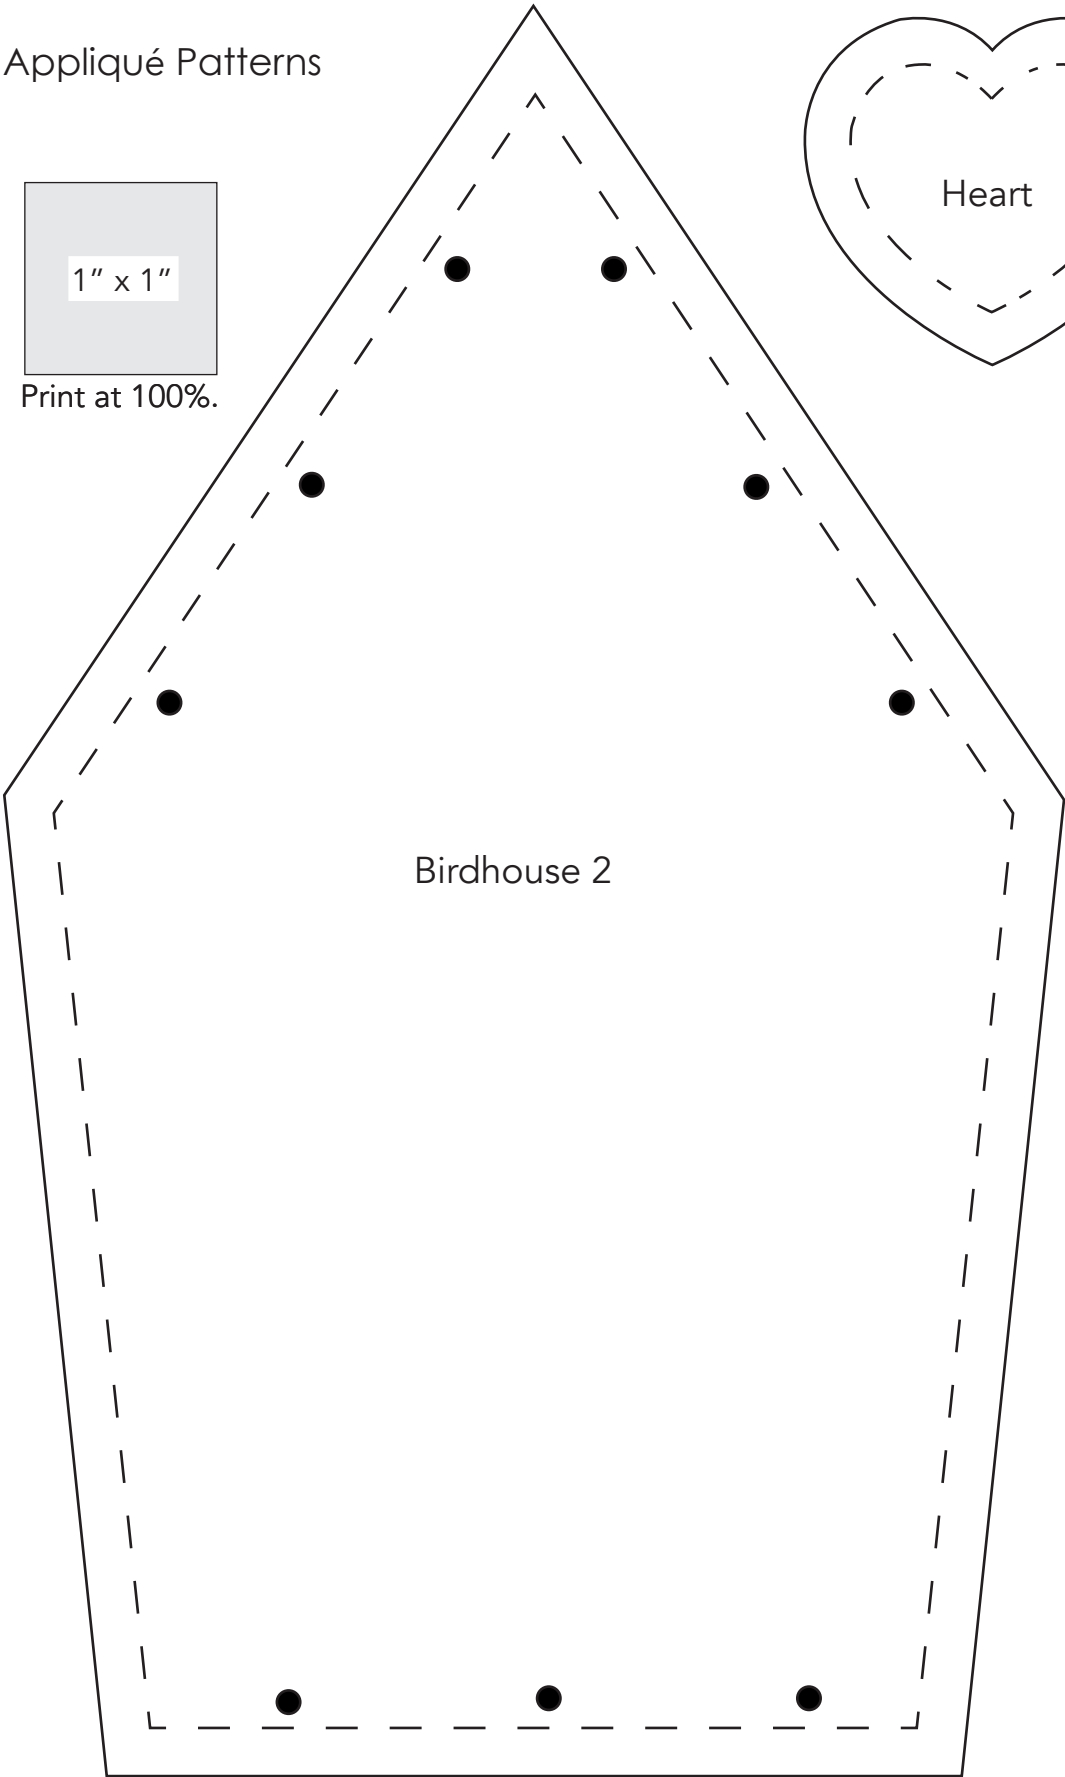 Appliqué Patterns
Heart
1” x 1”
Print at 100%.
Birdhouse 2